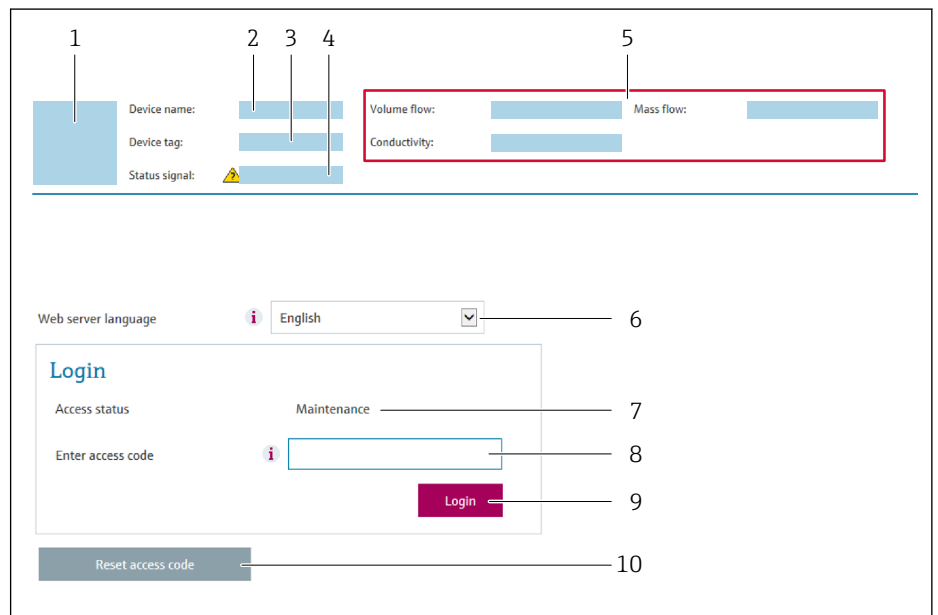 1 2 3 4 5
Device name: Volume flow: Mass flow:
Device tag: Conductivity:
Status signal: ?
Web server language i English 6
Login
Access status Maintenance 7
Enter access code i 8
Login 9
Reset access code 10